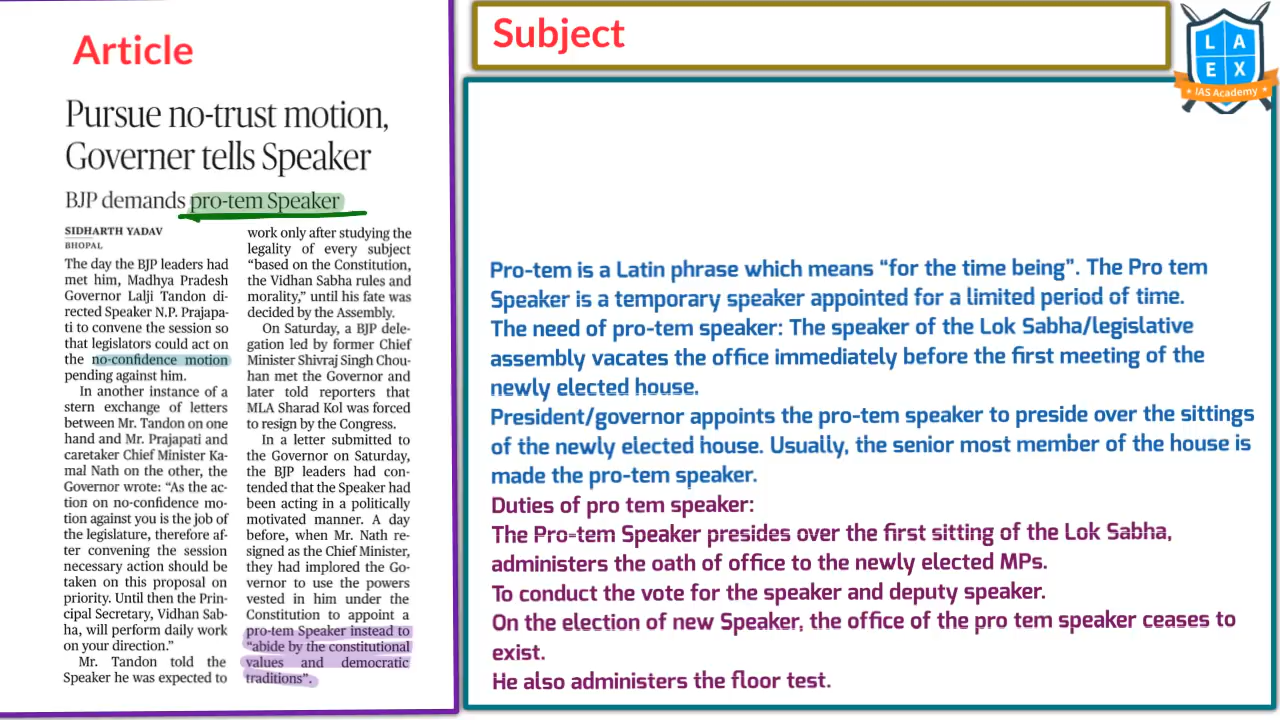 Article
Pursue no-trust motion,
Governer tells Speaker
BJP demands pro-tem Speaker
SIDHARTH YADAV
BHOPAL
The day the BJP leaders had
met him, Madhya Pradesh
Governor Lalji Tandon di-
rected Speaker N.P. Prajapa-
ti to convene the session so
that legislators could act on
the no-confidence motion
pending against him.
In another instance of a
stern exchange of letters
between Mr. Tandon on one
hand and Mr. Prajapati and
caretaker Chief Minister Ka-
mal Nath on the other, the
Governor wrote: “As the ac-
tion on no-confidence mo-
tion against you is the job of
the legislature, therefore af-
ter convening the session
necessary action should be
taken on this proposal on
priority. Until then the Prin-
cipal Secretary, Vidhan Sab-
ha, will perform daily work
on your direction.”
Mr. Tandon told the
Speaker he was expected to
work only after studying the
legality of every subject
“based on the Constitution,
the Vidhan Sabha rules and
morality,” until his fate was
decided by the Assembly.
On Saturday, a BJP dele-
gation led by former Chief
Minister Shivraj Singh Chou-
han met the Governor and
later told reporters that
MLA Sharad Kol was forced
to resign by the Congress.
In a letter submitted to
the Governor on Saturday,
the BJP leaders had con-
tended that the Speaker had
been acting in a politically
motivated manner. A day
before, when Mr. Nath re-
signed as the Chief Minister,
they had implored the Go-
vernor to use the powers
vested in him under the
Constitution to appoint a
pro-tem Speaker instead to
“abide by the constitutional
values and democratic
traditions”.
Subject
L A
E X
IAS Academy
Pro-tem is a Latin phrase which means “for the time being”. The Pro tem
Speaker is a temporary speaker appointed for a limited period of time.
The need of pro-tem speaker: The speaker of the Lok Sabha/legislative
assembly vacates the office immediately before the first meeting of the
newly elected house.
President/governor appoints the pro-tem speaker to preside over the sittings
of the newly elected house. Usually, the senior most member of the house is
made the pro-tem speaker.
Duties of pro tem speaker:
The Pro-tem Speaker presides over the first sitting of the Lok Sabha,
administers the oath of office to the newly elected MPs.
To conduct the vote for the speaker and deputy speaker.
On the election of new Speaker, the office of the pro tem speaker ceases to
exist.
He also administers the floor test.